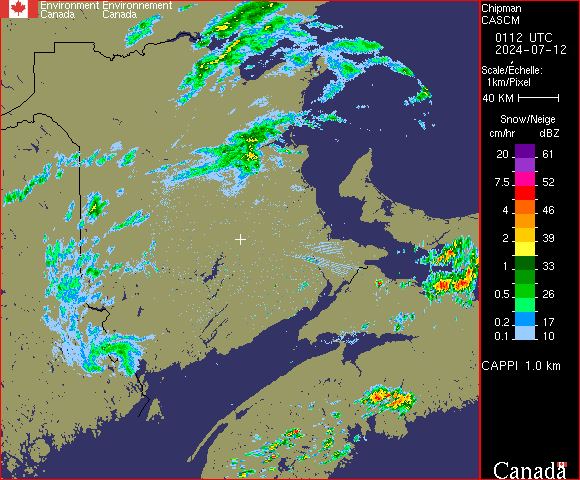 Environment Environnement
Canada Canada
Chipman
CASCM
0112 UTC
2024-07-12
Scale/Échelle:
1km/Pixel
40 KM
Snow/Neige
cm/hr dBZ
20 61
7.5 52
4 46
2 39
1 33
0.5 26
0.2 17
0.1 10
CAPPI 1.0 km
Canada